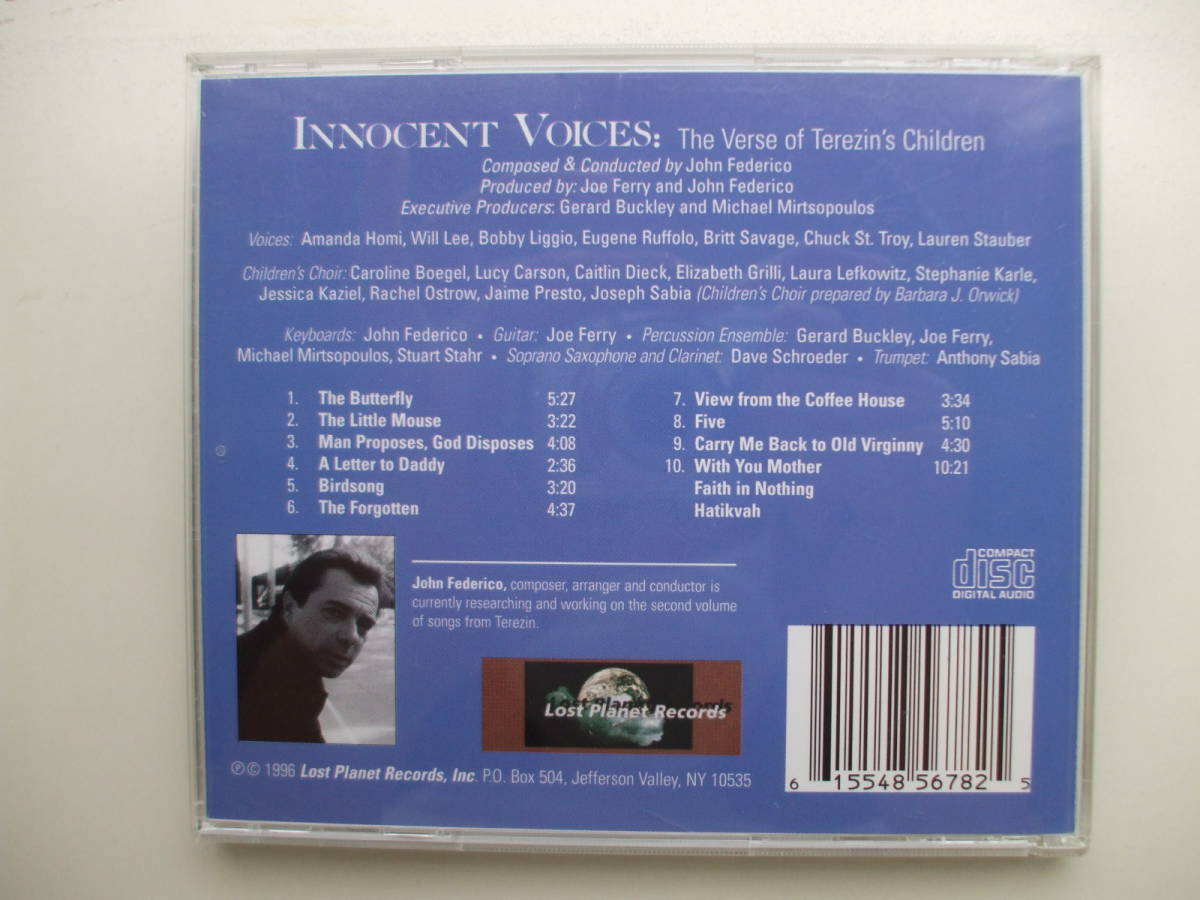 INNOCENT VOICES: The Verse of Terezin's Children
Composed & Conducted by John Federico
Produced by: Joe Ferry and John Federico
Executive Producers: Gerard Buckley and Michael Mirtsopoulos
Voices: Amanda Homi, Will Lee, Bobby Liggio, Eugene Ruffolo, Britt Savage, Chuck St. Troy, Lauren Stauber
Children's Choir: Caroline Boegel, Lucy Carson, Caitlin Dieck, Elizabeth Grilli, Laura Lefkowitz, Stephanie Karle,
Jessica Kaziel, Rachel Ostrow, Jaime Presto, Joseph Sabia (Children's Choir prepared by Barbara J. Orwick)
Keyboards: John Federico • Guitar: Joe Ferry • Percussion Ensemble: Gerard Buckley, Joe Ferry,
Michael Mirtsopoulos, Stuart Stahr • Soprano Saxophone and Clarinet: Dave Schroeder • Trumpet: Anthony Sabia
1. The Butterfly 5:27
2. The Little Mouse 3:22
3. Man Proposes, God Disposes 4:08
4. A Letter to Daddy 2:36
5. Birdsong 3:20
6. The Forgotten 4:37
7. View from the Coffee House 3:34
8. Five 5:10
9. Carry Me Back to Old Virginny 4:30
10. With You Mother 10:21
Faith in Nothing
Hatikvah
John Federico, composer, arranger and conductor is
currently researching and working on the second volume
of songs from Terezin.
COMPACT
disc
DIGITAL AUDIO
Lost Planet Records
℗© 1996 Lost Planet Records, Inc. P.O. Box 504, Jefferson Valley, NY 10535
6 15548 56782 5